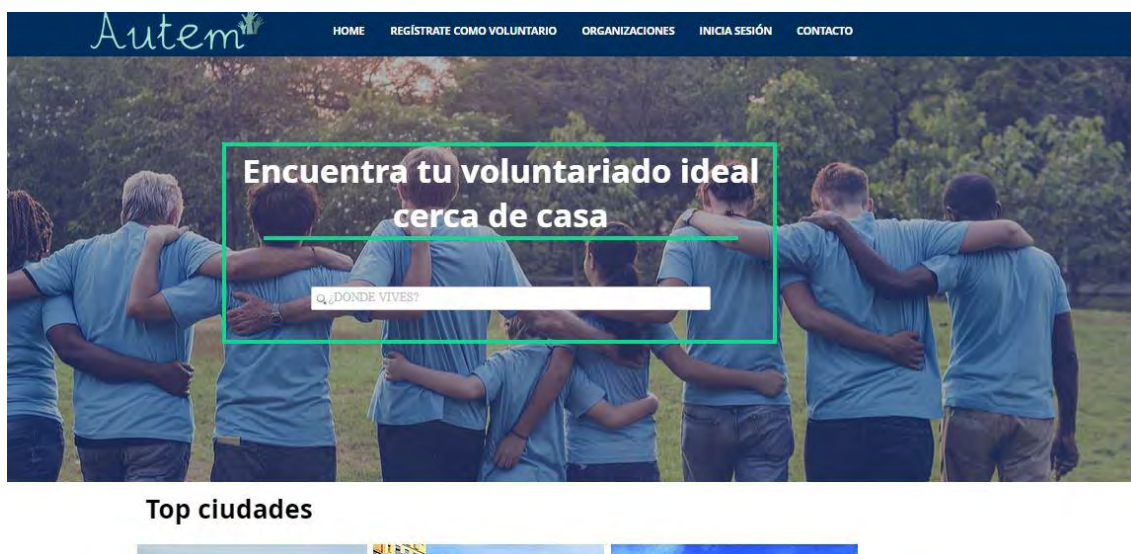 Autem
HOME REGÍSTRATE COMO VOLUNTARIO ORGANIZACIONES INICIA SESIÓN CONTACTO
Encuentra tu voluntariado ideal
cerca de casa
¿DONDE VIVES?
Top ciudades